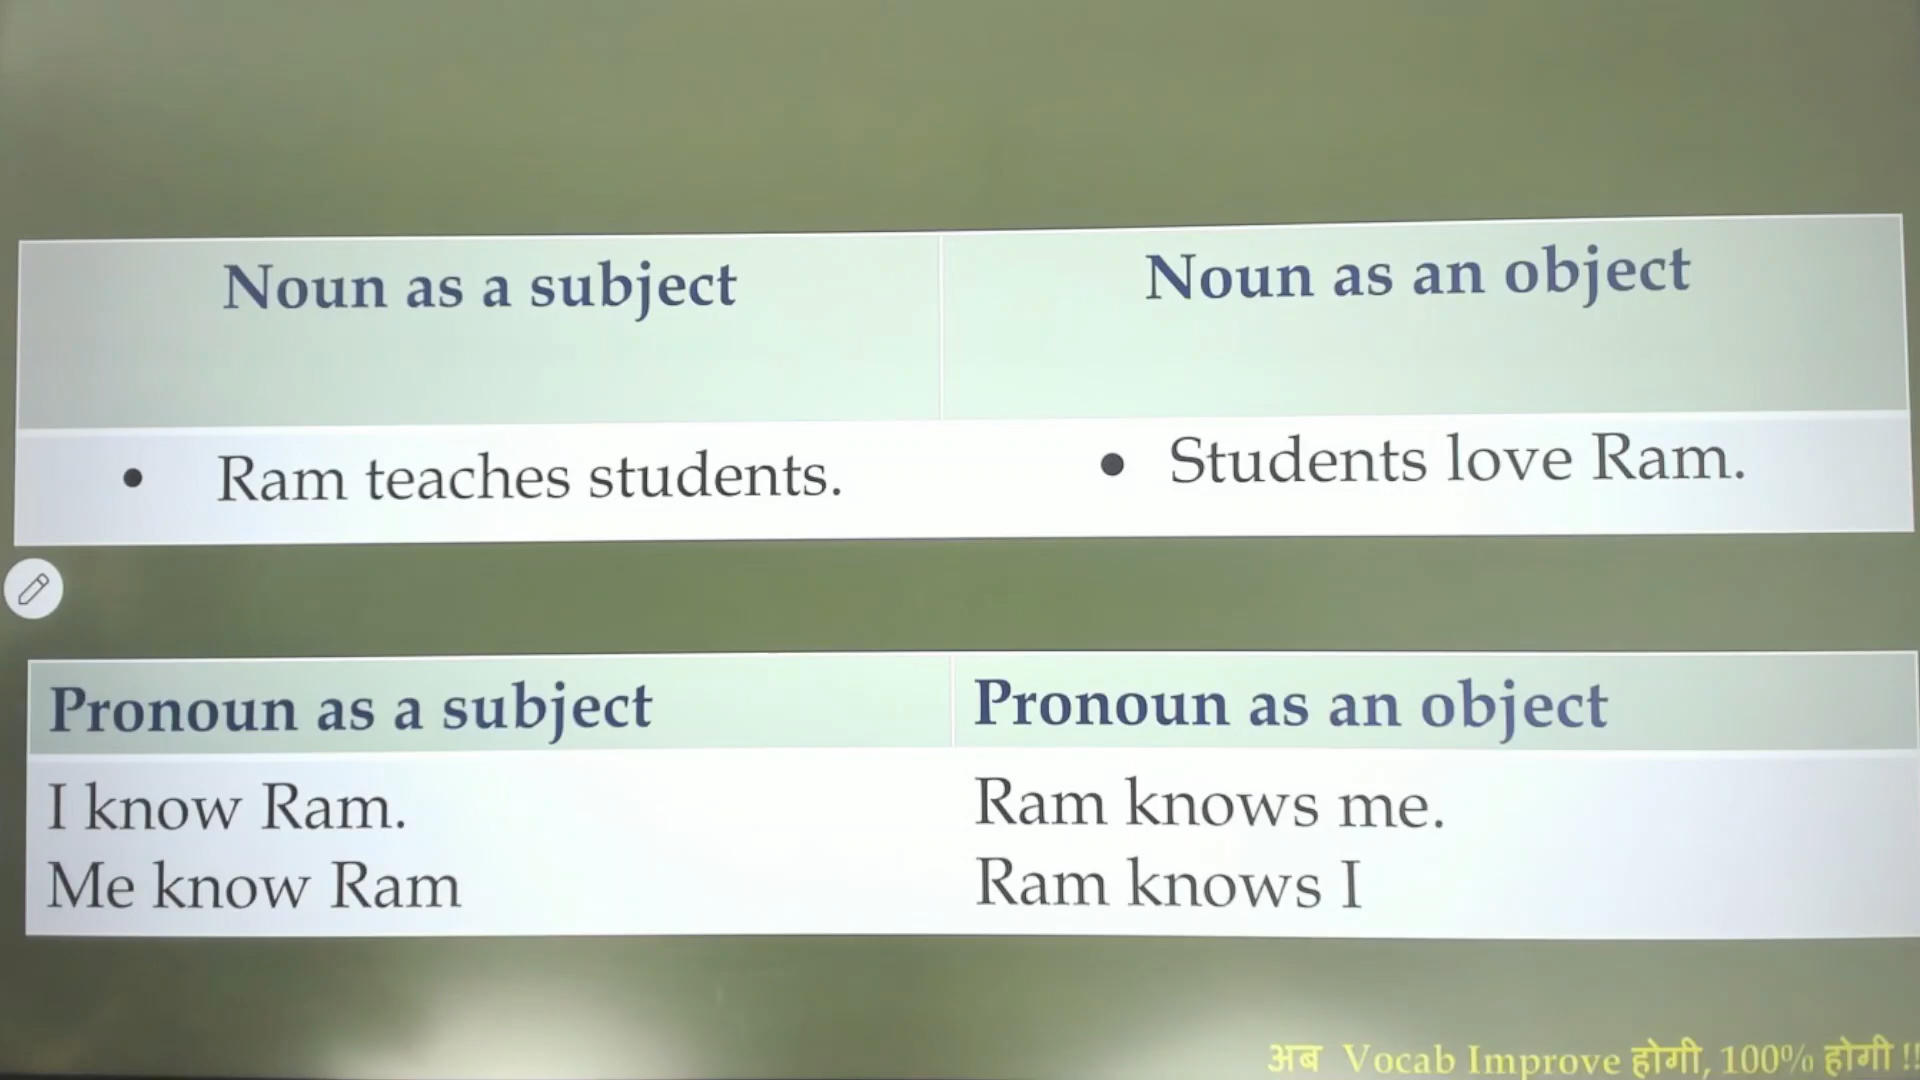 Noun as a subject
Noun as an object
• Ram teaches students.
• Students love Ram.
Pronoun as a subject
Pronoun as an object
I know Ram.
Ram knows me.
Me know Ram
Ram knows I
अब Vocab Improve होगी, 100% होगी !!